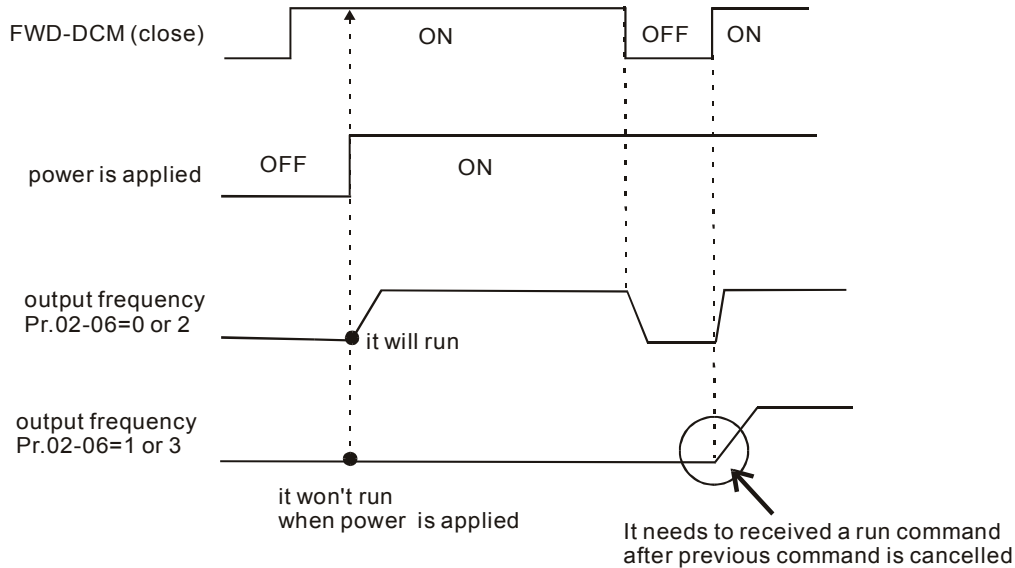 FWD-DCM (close)
ON
OFF
ON
power is applied
OFF
ON
output frequency
Pr.02-06=0 or 2
it will run
output frequency
Pr.02-06=1 or 3
it won't run
when power is applied
It needs to received a run command
after previous command is cancelled